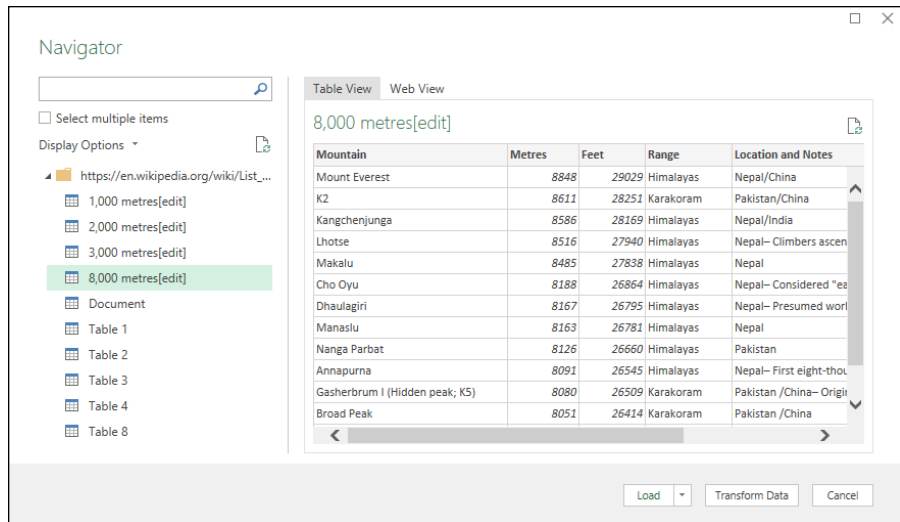 Navigator
Select multiple items
Display Options
https://en.wikipedia.org/wiki/List_...
1,000 metres[edit]
2,000 metres[edit]
3,000 metres[edit]
8,000 metres[edit]
Document
Table 1
Table 2
Table 3
Table 4
Table 8
Table View Web View
8,000 metres[edit]
Mountain Metres Feet Range Location and Notes
Mount Everest 8848 29029 Himalayas Nepal/China
K2 8611 28251 Karakoram Pakistan/China
Kangchenjunga 8586 28169 Himalayas Nepal/India
Lhotse 8516 27940 Himalayas Nepal– Climbers ascen
Makalu 8485 27838 Himalayas Nepal
Cho Oyu 8188 26864 Himalayas Nepal– Considered "ea
Dhaulagiri 8167 26795 Himalayas Nepal– Presumed worl
Manaslu 8163 26781 Himalayas Nepal
Nanga Parbat 8126 26660 Himalayas Pakistan
Annapurna 8091 26545 Himalayas Nepal– First eight-thou
Gasherbrum I (Hidden peak; K5) 8080 26509 Karakoram Pakistan /China– Origin
Broad Peak 8051 26414 Karakoram Pakistan /China
Load Transform Data Cancel